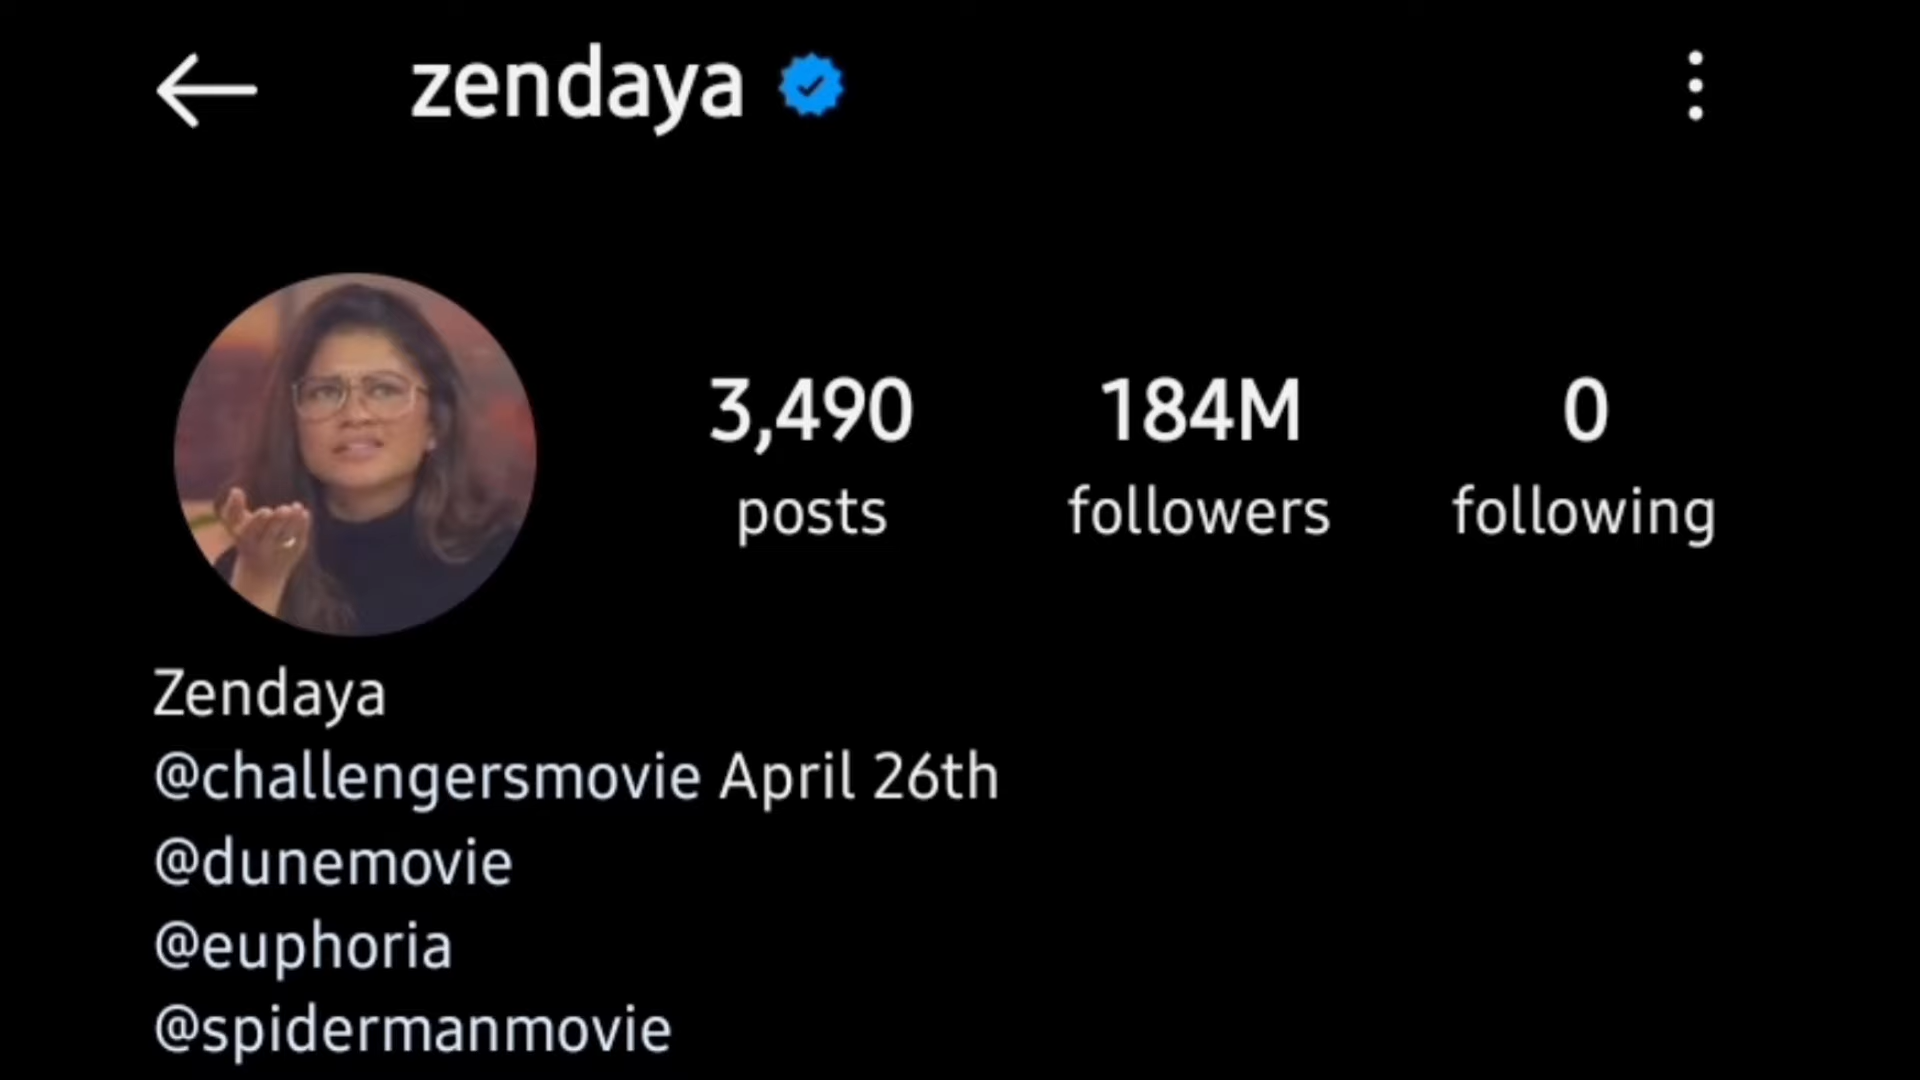 zendaya
3,490 184M 0
posts followers following
Zendaya
@challengersmovie April 26th
@dunemovie
@euphoria
@spidermanmovie